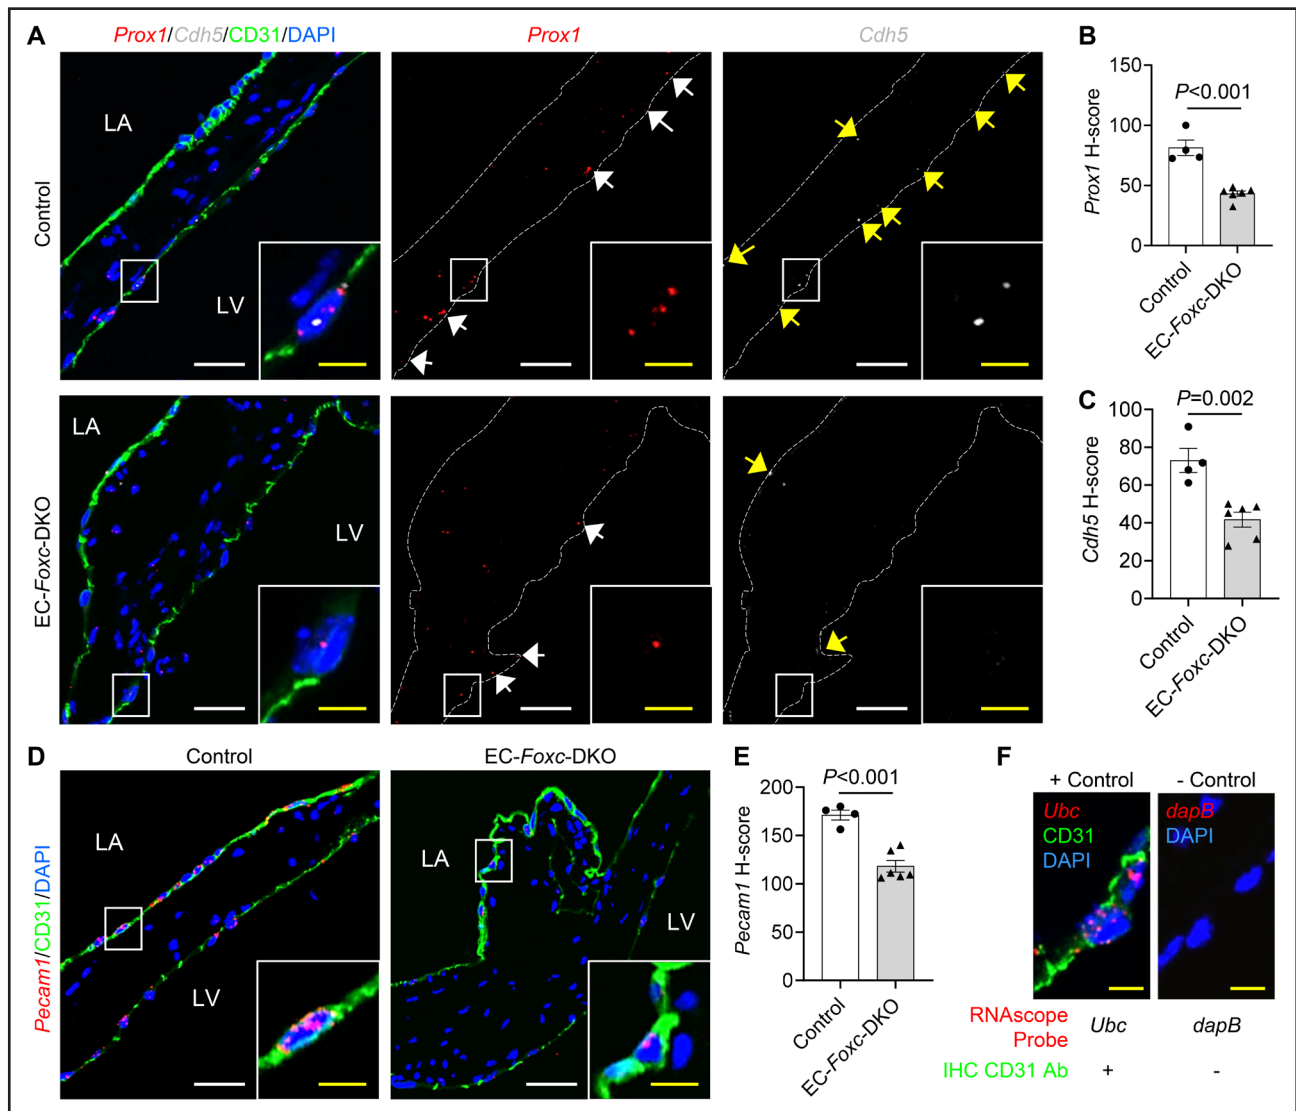 A
Prox1/Cdh5/CD31/DAPI
Prox1
Cdh5
Control
LA
LV
EC-Foxc-DKO
LA
LV
B
Prox1 H-score
150
100
50
0
P<0.001
Control
EC-Foxc-DKO
C
Cdh5 H-score
100
80
60
40
20
0
P=0.002
Control
EC-Foxc-DKO
D
Control
EC-Foxc-DKO
Pecam1/CD31/DAPI
LA
LV
LA
LV
E
Pecam1 H-score
200
150
100
50
0
P<0.001
Control
EC-Foxc-DKO
F
+ Control
- Control
Ubc
CD31
DAPI
dapB
DAPI
RNAscope
Probe
Ubc
dapB
IHC CD31 Ab
+
-